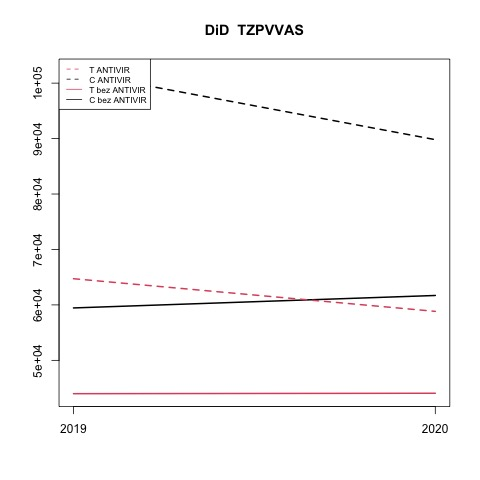 DiD TZPVVAS
T ANTIVIR
C ANTIVIR
T bez ANTIVIR
C bez ANTIVIR
1e+05
9e+04
8e+04
7e+04
6e+04
5e+04
2019
2020